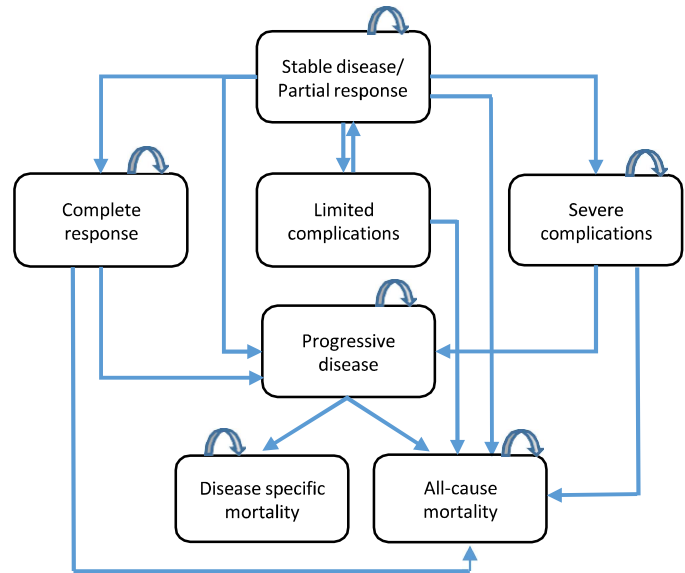 Stable disease/
Partial response
Complete
response
Limited
complications
Severe
complications
Progressive
disease
Disease specific
mortality
All-cause
mortality